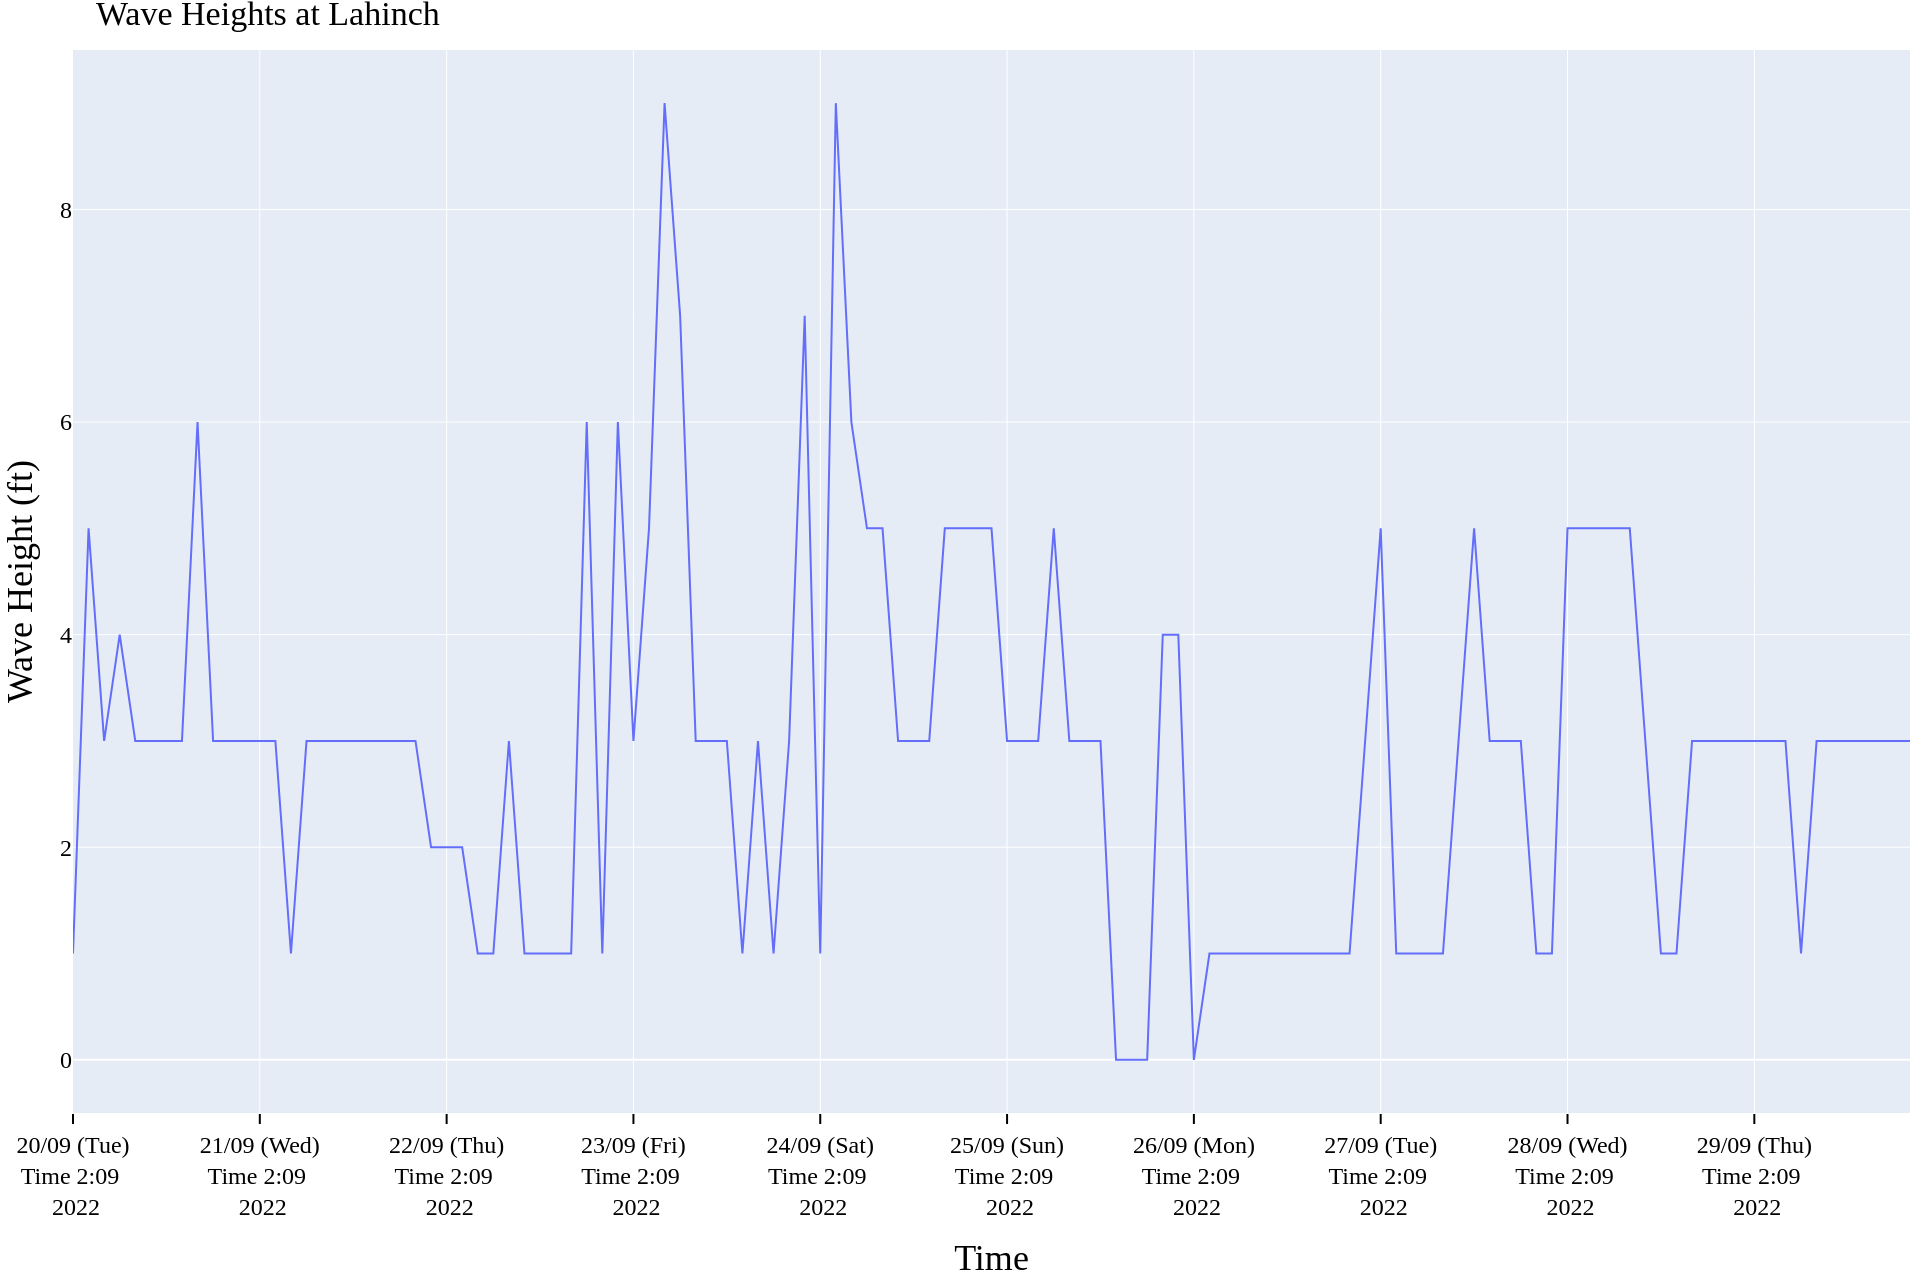 Wave Heights at Lahinch
Wave Height (ft)
8
6
4
2
0
20/09 (Tue)
Time 2:09
2022
21/09 (Wed)
Time 2:09
2022
22/09 (Thu)
Time 2:09
2022
23/09 (Fri)
Time 2:09
2022
24/09 (Sat)
Time 2:09
2022
25/09 (Sun)
Time 2:09
2022
26/09 (Mon)
Time 2:09
2022
27/09 (Tue)
Time 2:09
2022
28/09 (Wed)
Time 2:09
2022
29/09 (Thu)
Time 2:09
2022
Time